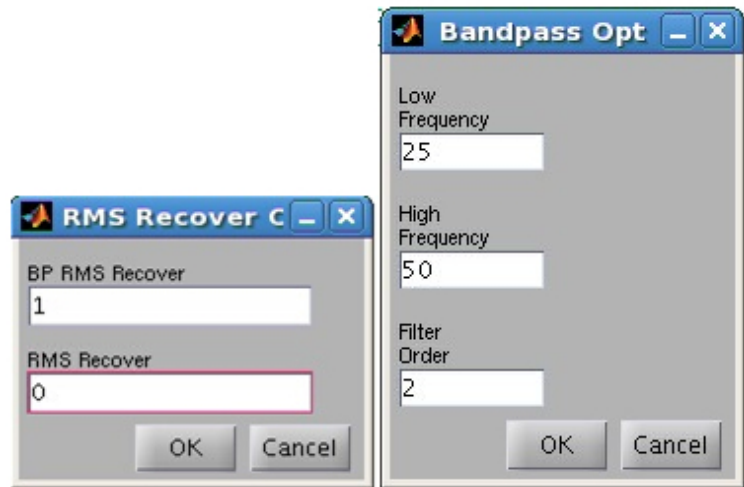 RMS Recover C
BP RMS Recover
1
RMS Recover
0
OK Cancel
Bandpass Opt
Low
Frequency
25
High
Frequency
50
Filter
Order
2
OK Cancel